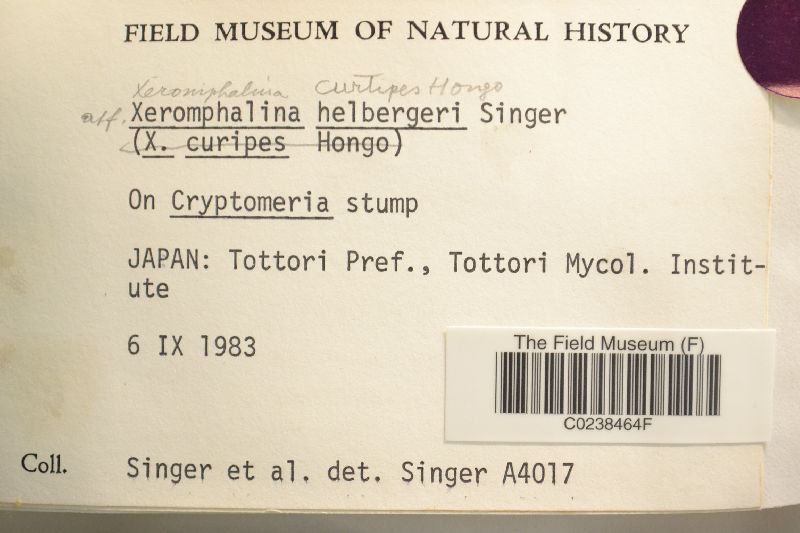 FIELD MUSEUM OF NATURAL HISTORY
Xeromphalina curtipes Hongo
aff. Xeromphalina helbergeri Singer
(X. curipes Hongo)
On Cryptomeria stump
JAPAN: Tottori Pref., Tottori Mycol. Instit-
ute
6 IX 1983
The Field Museum (F)
C0238464F
Coll. Singer et al. det. Singer A4017